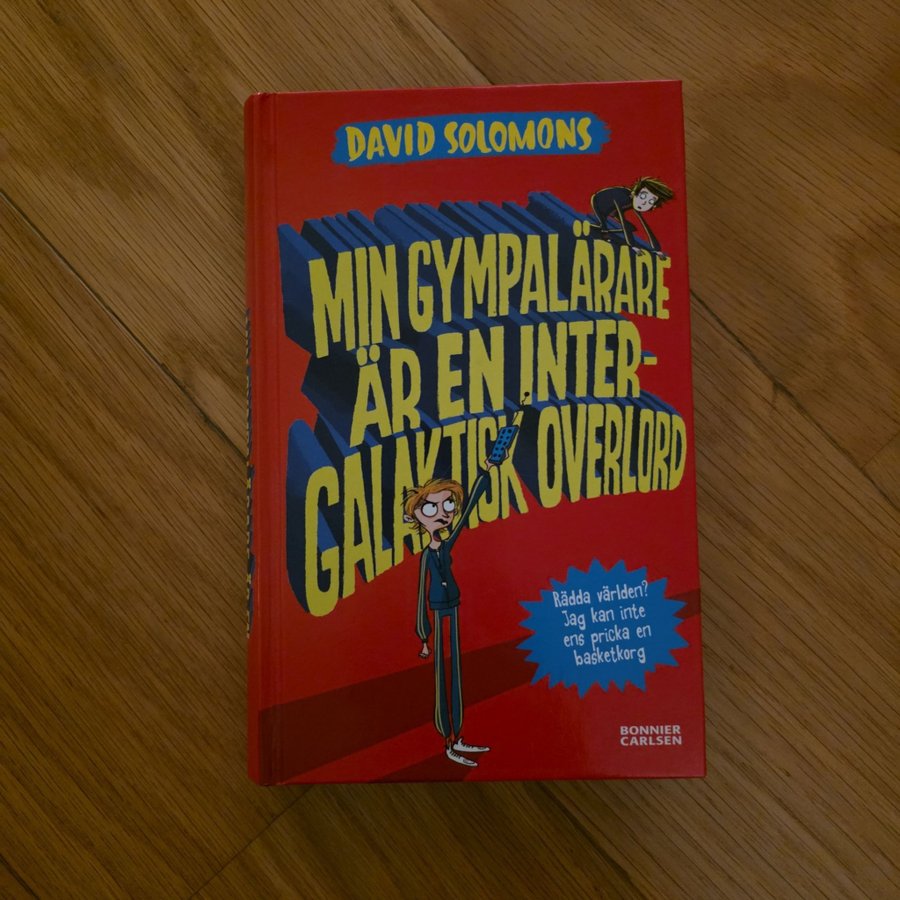 DAVID SOLOMONS
MIN GYMPALÄRARE
ÄR EN INTER-
GALAKTISK OVERLORD
Rädda världen?
Jag kan inte
ens pricka en
basketkorg
BONNIER
CARLSEN